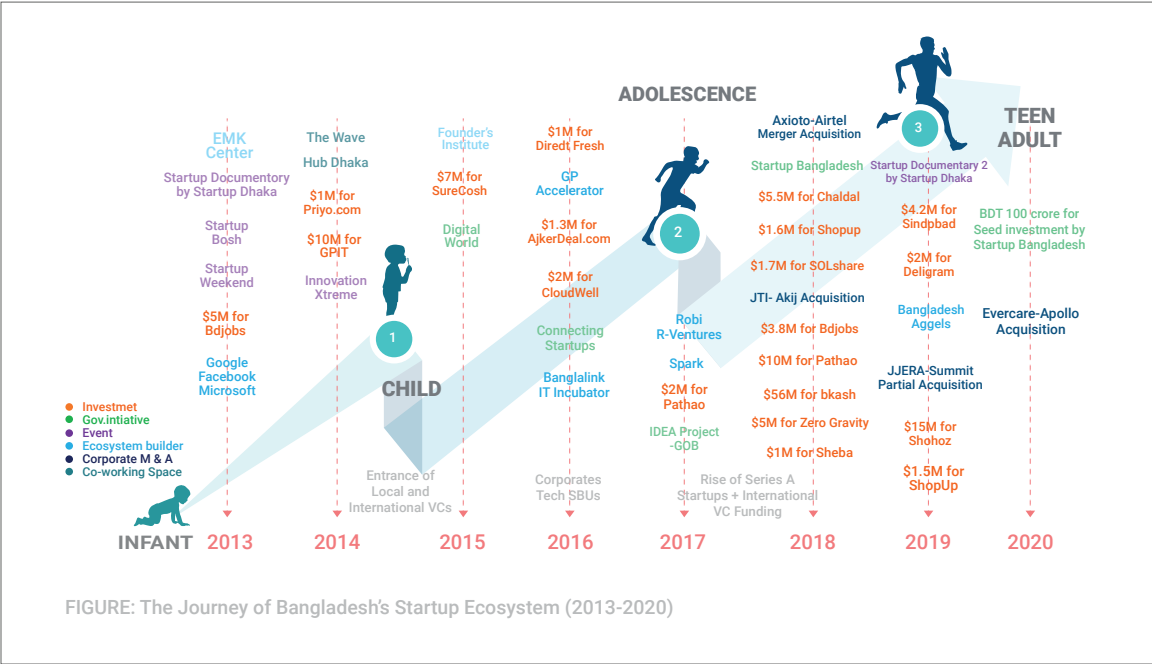 EMK
Center
Startup Documentory
by Startup Dhaka
Startup
Bosh
Startup
Weekend
$5M for
Bdjobs
Google
Facebook
Microsoft
The Wave
Hub Dhaka
$1M for
Priyo.com
$10M for
GPIT
Innovation
Xtreme
1
CHILD
Founder's
Institute
$7M for
SureCosh
Digital
World
$1M for
Diredt Fresh
GP
Accelerator
$1.3M for
AjkerDeal.com
$2M for
CloudWell
Connecting
Startups
Banglalink
IT Incubator
ADOLESCENCE
2
Robi
R-Ventures
Spark
$2M for
Pathao
IDEA Project
-GOB
Axioto-Airtel
Merger Acquisition
Startup Bangladesh
$5.5M for Chaldal
$1.6M for Shopup
$1.7M for SOLshare
JTI- Akij Acquisition
$3.8M for Bdjobs
$10M for Pathao
$56M for bkash
$5M for Zero Gravity
$1M for Sheba
3
Startup Documentary 2
by Startup Dhaka
$4.2M for
Sindpbad
$2M for
Deligram
Bangladesh
Aggels
JJERA-Summit
Partial Acquisition
$15M for
Shohoz
$1.5M for
ShopUp
TEEN
ADULT
BDT 100 crore for
Seed investment by
Startup Bangladesh
Evercare-Apollo
Acquisition
Investmet
Gov.intiative
Event
Ecosystem builder
Corporate M & A
Co-working Space
Entrance of
Local and
International VCs
Corporates
Tech SBUs
Rise of Series A
Startups + International
VC Funding
INFANT
2013
2014
2015
2016
2017
2018
2019
2020
FIGURE: The Journey of Bangladesh's Startup Ecosystem (2013-2020)